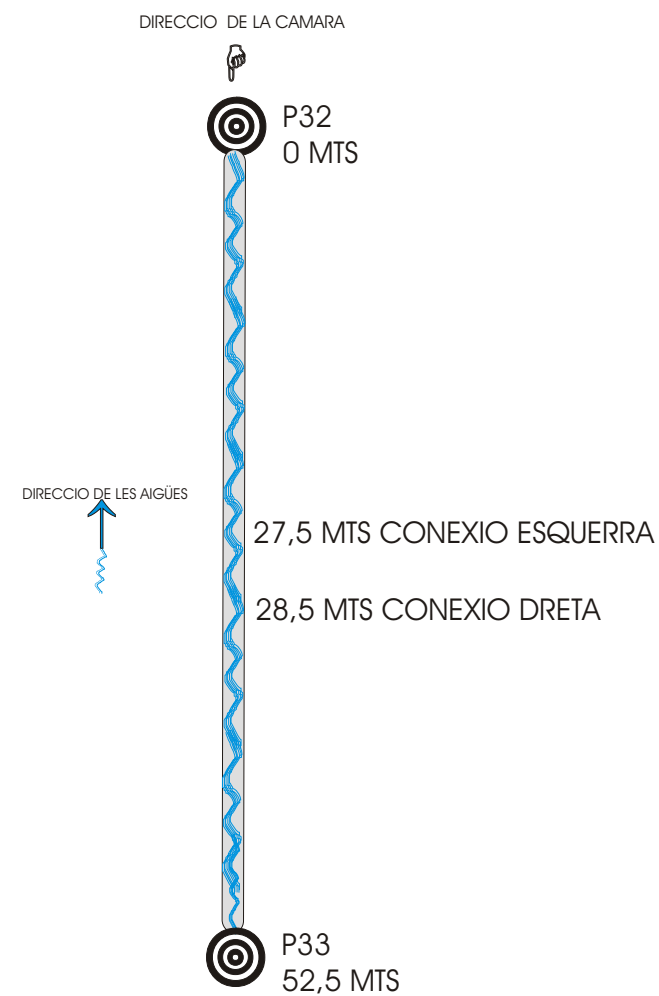 DIRECCIO DE LA CAMARA
P32
0 MTS
DIRECCIO DE LES AIGÜES
27,5 MTS CONEXIO ESQUERRA
28,5 MTS CONEXIO DRETA
P33
52,5 MTS